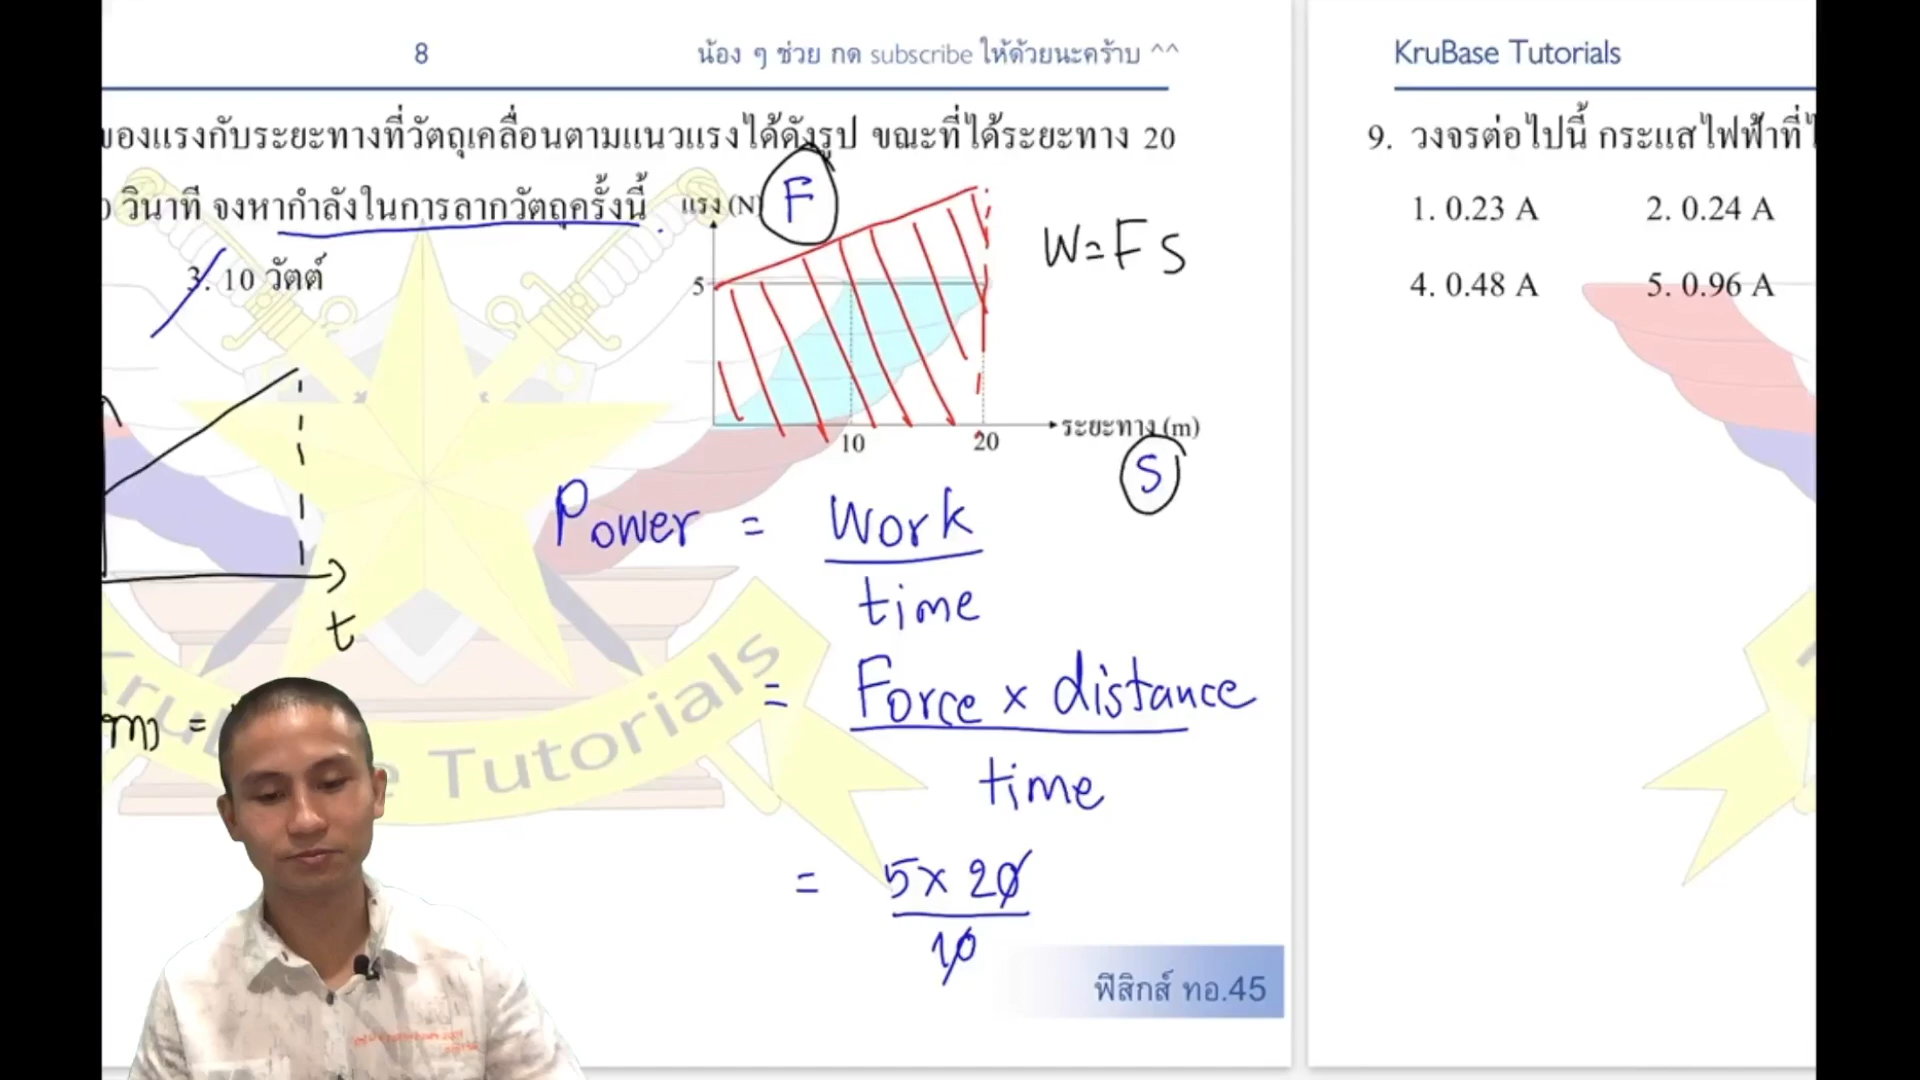 8
น้อง ๆ ช่วย กด subscribe ให้ด้วยนะคร้าบ ^^
ของแรงกับระยะทางที่วัตถุเคลื่อนตามแนวแรงได้ดังรูป ขณะที่ได้ระยะทาง 20
วินาที จงหากำลังในการลากวัตถุครั้งนี้
3. 10 วัตต์
แรง (N)
F
5
10
20
ระยะทาง (m)
S
W=FS
t
=
Power = Work
time
= Force x distance
time
= 5 x 20
10
KruBase Tutorials
ฟิสิกส์ ทอ.45
KruBase Tutorials
9. วงจรต่อไปนี้ กระแสไฟฟ้าที่
1. 0.23 A
2. 0.24 A
4. 0.48 A
5. 0.96 A